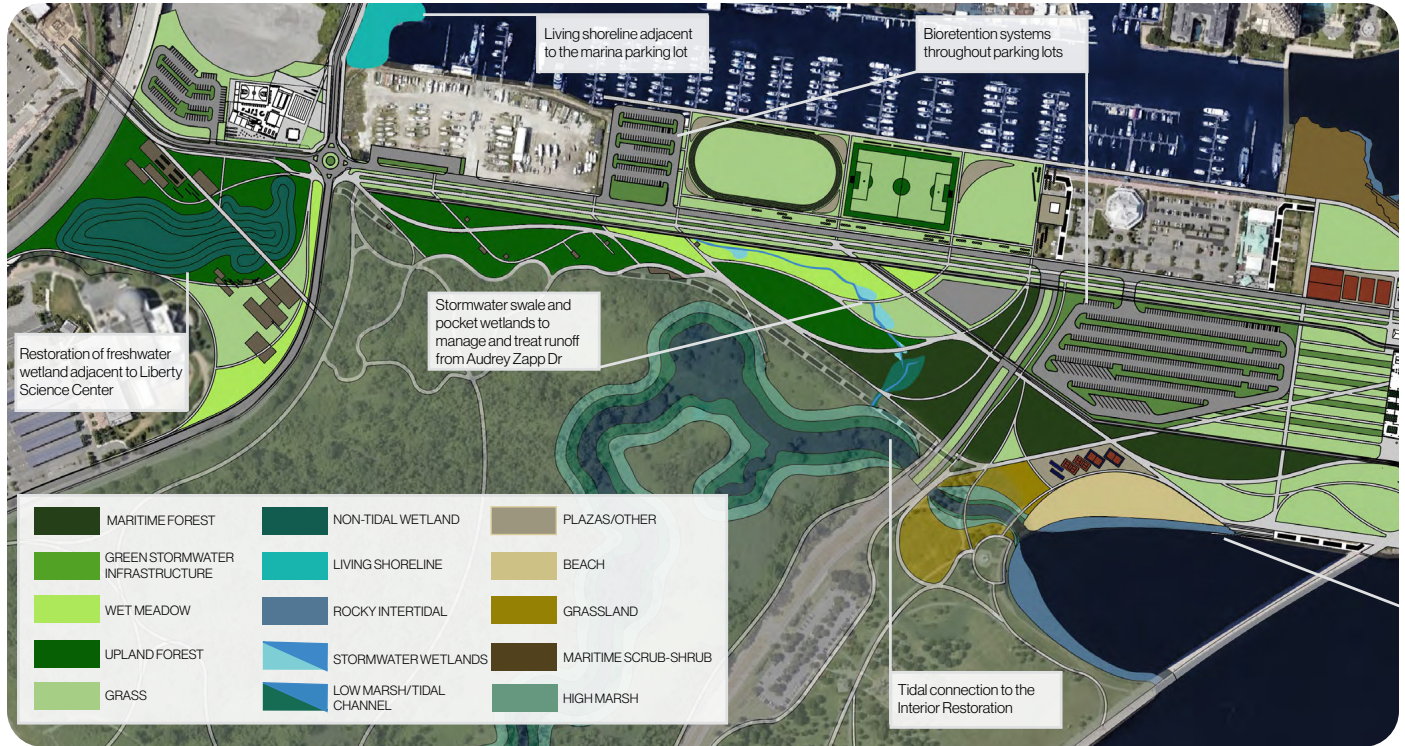 Living shoreline adjacent
to the marina parking lot
Bioretention systems
throughout parking lots
Stormwater swale and
pocket wetlands to
manage and treat runoff
from Audrey Zapp Dr
Restoration of freshwater
wetland adjacent to Liberty
Science Center
MARITIME FOREST
GREEN STORMWATER
INFRASTRUCTURE
WET MEADOW
UPLAND FOREST
GRASS
NON-TIDAL WETLAND
LIVING SHORELINE
ROCKY INTERTIDAL
STORMWATER WETLANDS
LOW MARSH/TIDAL
CHANNEL
PLAZAS/OTHER
BEACH
GRASSLAND
MARITIME SCRUB-SHRUB
HIGH MARSH
Tidal connection to the
Interior Restoration